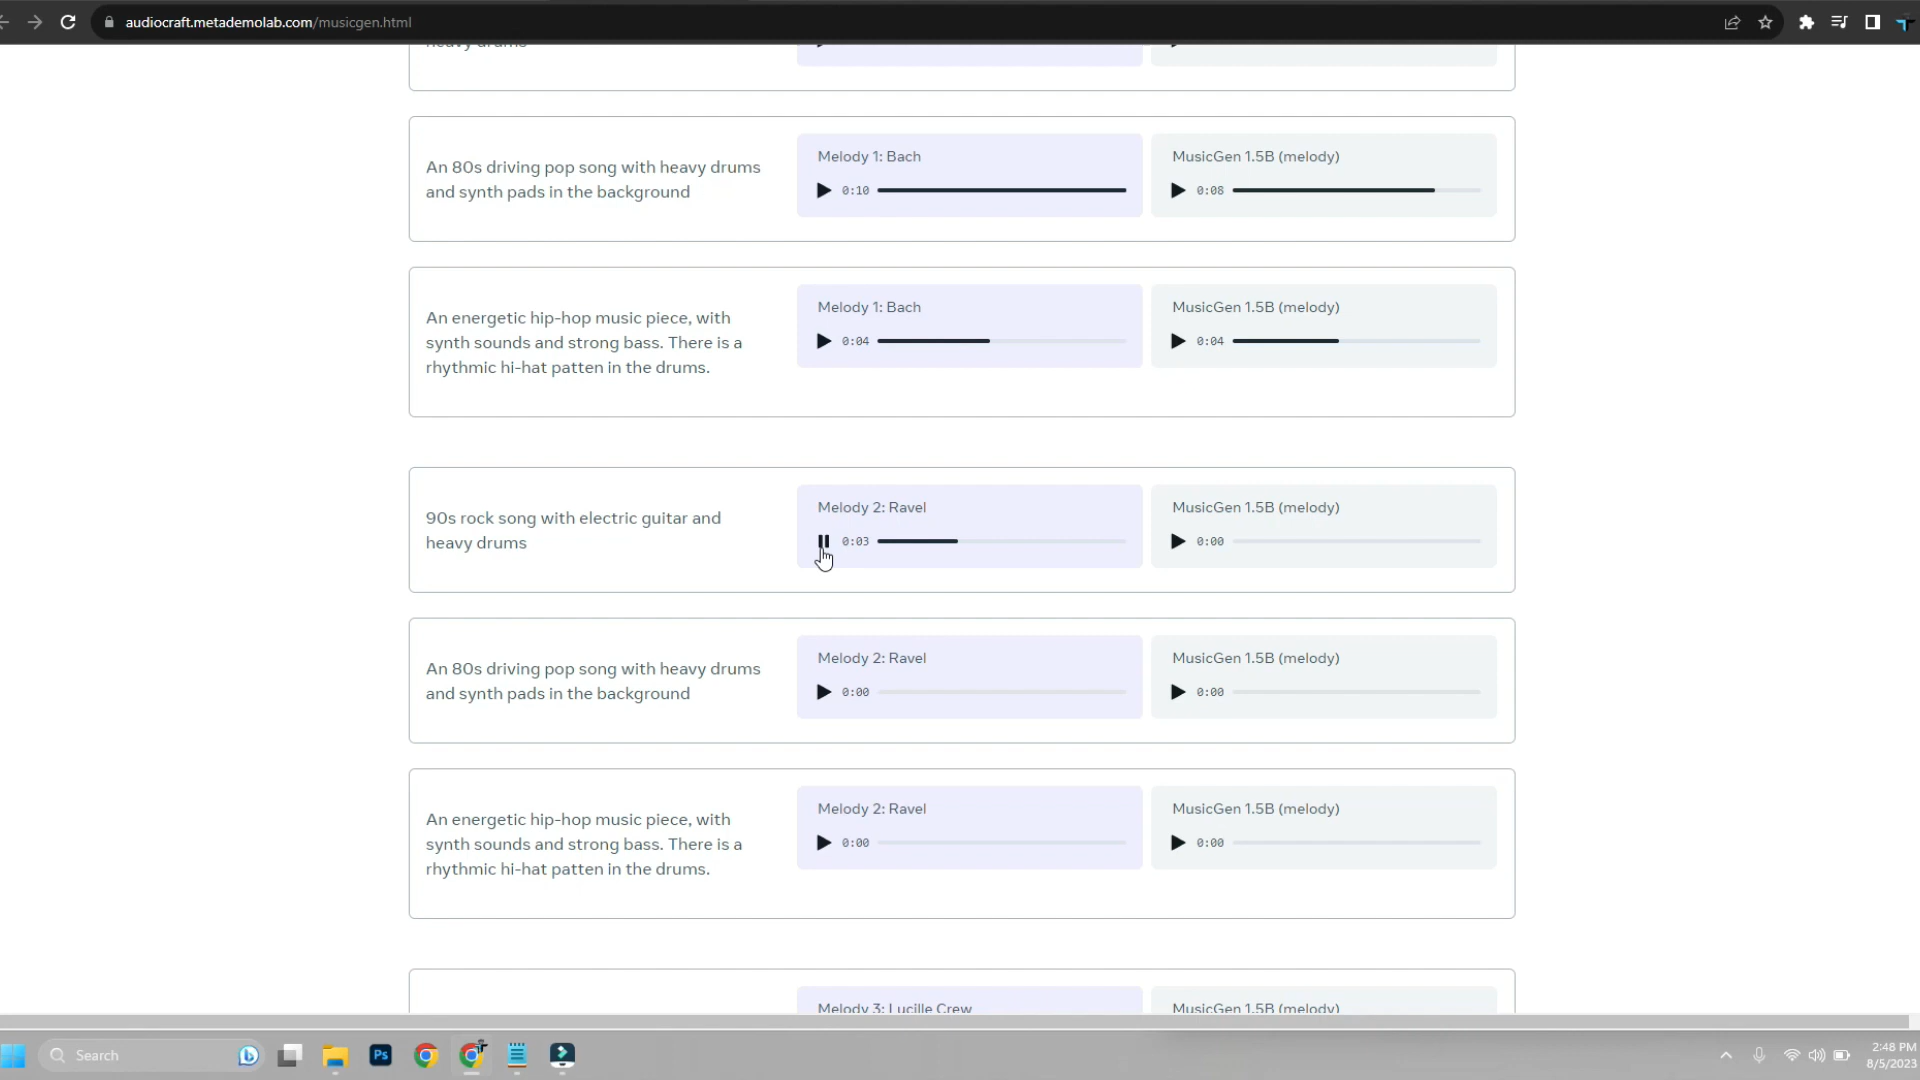 audiocraft.metademolab.com/musicgen.html
heavy drums
An 80s driving pop song with heavy drums
and synth pads in the background
Melody 1: Bach
0:10
MusicGen 1.5B (melody)
0:08
An energetic hip-hop music piece, with
synth sounds and strong bass. There is a
rhythmic hi-hat patten in the drums.
Melody 1: Bach
0:04
MusicGen 1.5B (melody)
0:04
90s rock song with electric guitar and
heavy drums
Melody 2: Ravel
0:03
MusicGen 1.5B (melody)
0:00
An 80s driving pop song with heavy drums
and synth pads in the background
Melody 2: Ravel
0:00
MusicGen 1.5B (melody)
0:00
An energetic hip-hop music piece, with
synth sounds and strong bass. There is a
rhythmic hi-hat patten in the drums.
Melody 2: Ravel
0:00
MusicGen 1.5B (melody)
0:00
Melody 3: Lucille Crew
MusicGen 1.5B (melody)
Search
Ps
2:48 PM
8/5/2023